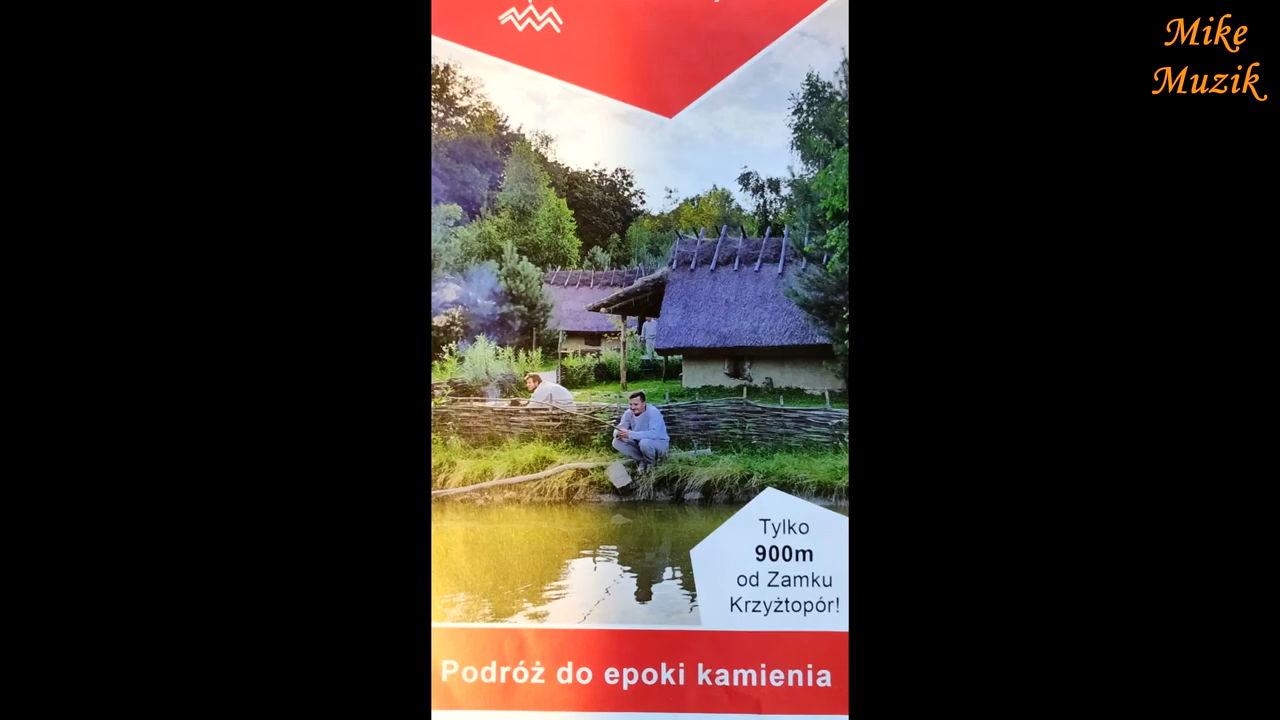 Mike
Muzik
Tylko
900m
od Zamku
Krzyżtopór!
Podróż do epoki kamienia